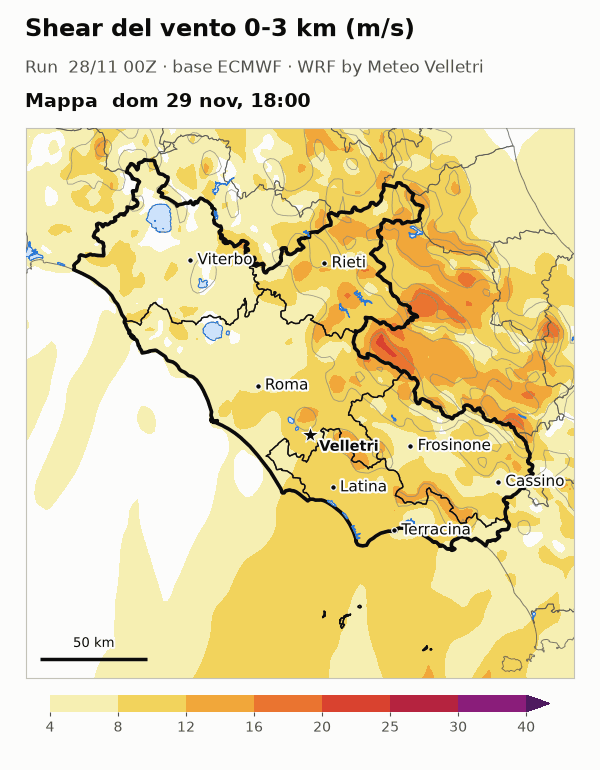 Shear del vento 0-3 km (m/s)
Run  28/11 00Z · base ECMWF · WRF by Meteo Velletri
Mappa  dom 29 nov, 18:00
Viterbo
Rieti
Roma
Velletri
Frosinone
Latina
Cassino
Terracina
50 km
4 8 12 16 20 25 30 40